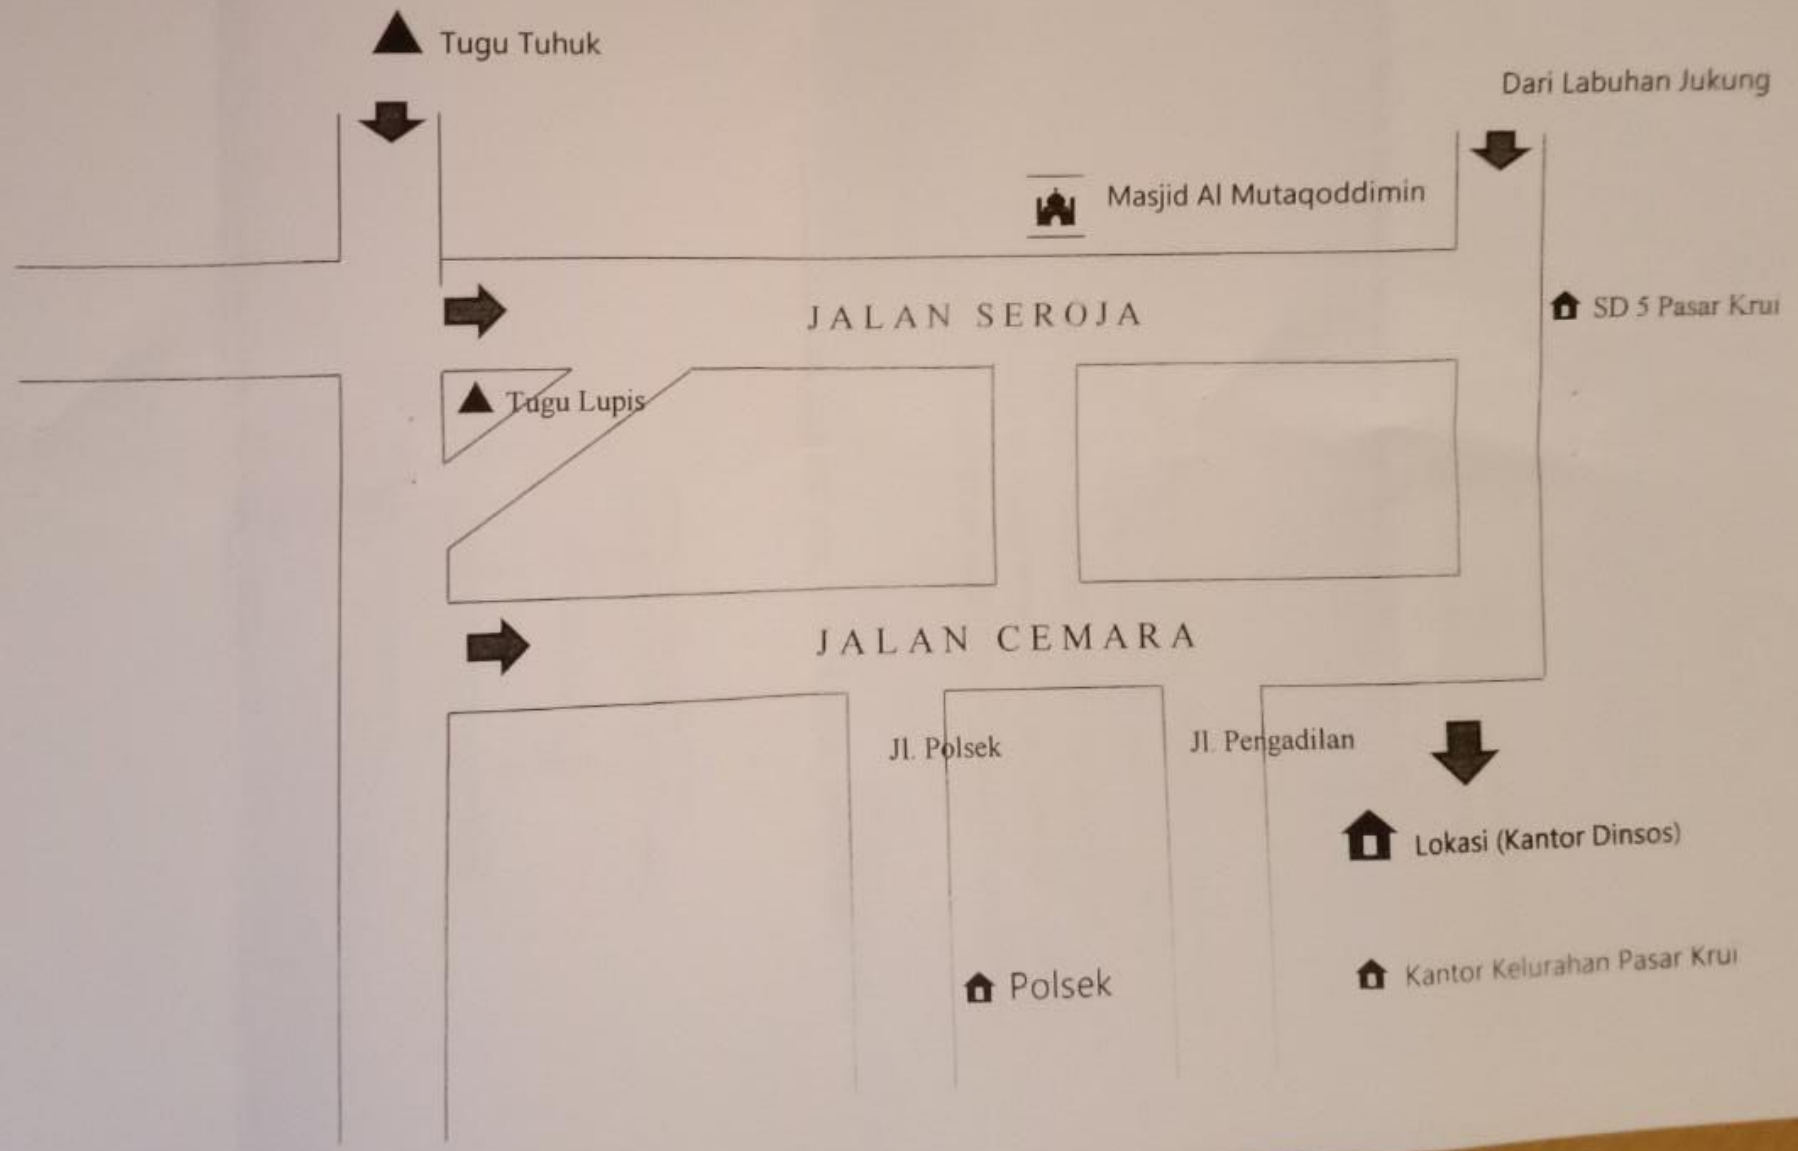 Tugu Tuhuk
Dari Labuhan Jukung
Masjid Al Mutaqoddimin
JALAN SEROJA
SD 5 Pasar Krui
Tugu Lupis
JALAN CEMARA
Jl. Polsek
Jl. Pengadilan
Lokasi (Kantor Dinsos)
Kantor Kelurahan Pasar Krui
Polsek